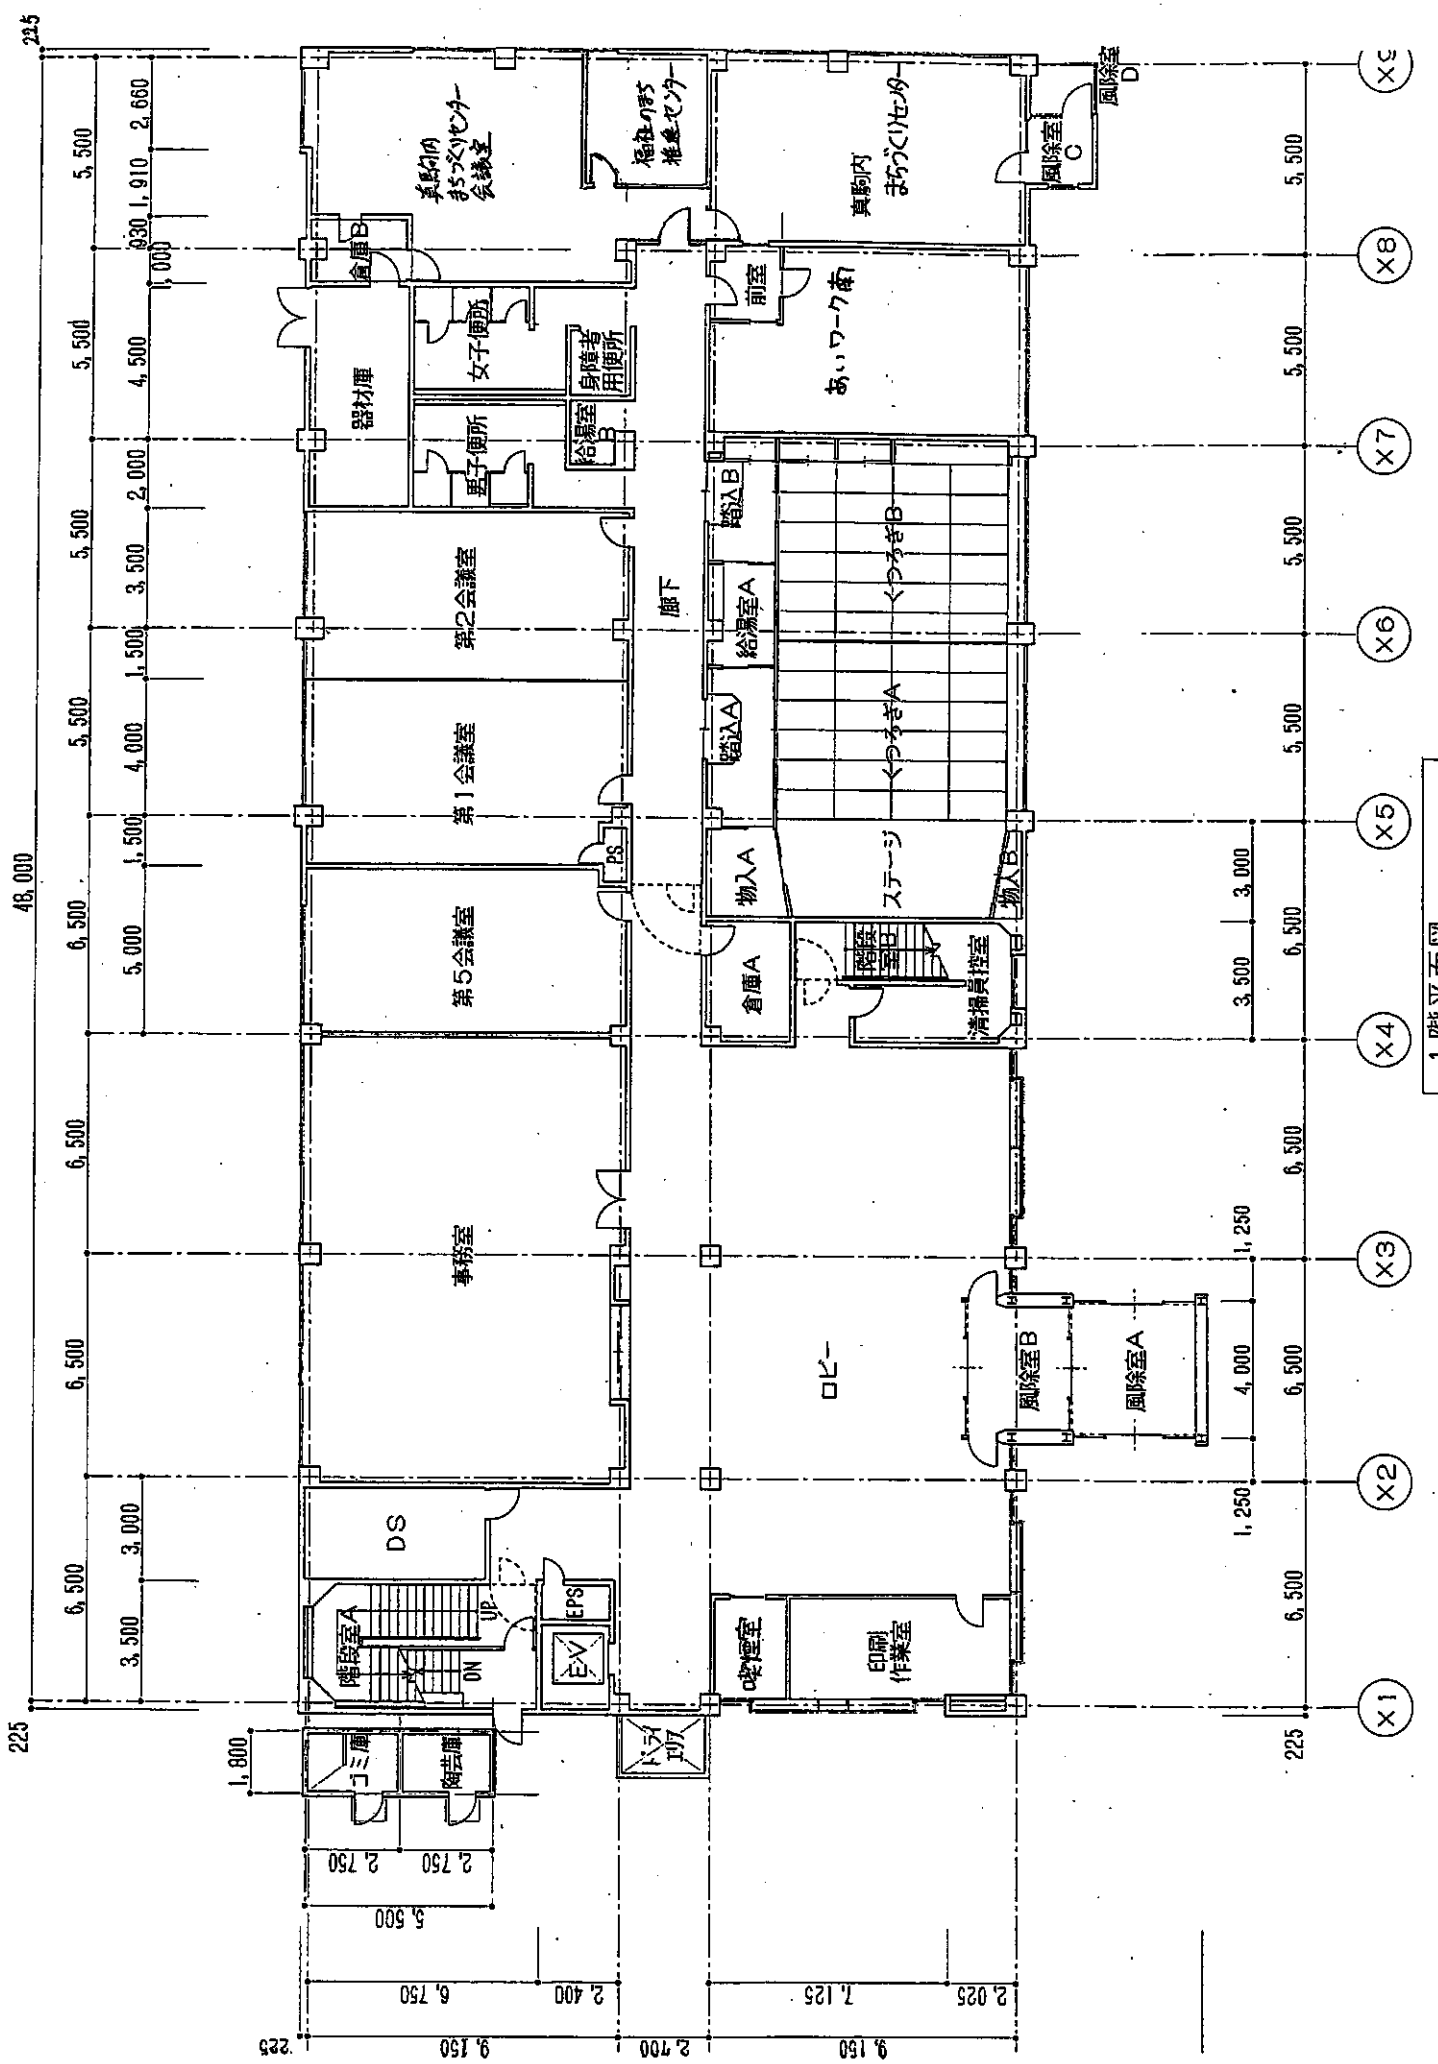 225
48,000
225
6,500
6,500
6,500
6,500
5,500
5,500
5,500
5,500
3,500
3,000
5,000
1,500
4,000
1,500
3,500
2,000
4,500
930
1,910
2,660
1,800
ゴミ庫
陶芸庫
階段室A
UP
DN
DS
EV
EPS
事務室
第5会議室
第1会議室
PS
第2会議室
器材庫
男子便所
女子便所
給湯室
B
身障者
用便所
倉庫B
真駒内
まちづくりセンター
会議室
福祉のまち
推進センター
ドライ
エリア
廊下
喫煙室
印刷
作業室
ロビー
風除室B
風除室A
倉庫A
階段
室B
清掃員控室
物入A
ステージ
物入B
踏込A
給湯室A
踏込B
くつろぎA
くつろぎB
前室
あいワーク南
真駒内
まちづくりセンター
風除室
C
風除室
D
2,750
2,750
5,500
6,750
2,400
7,125
2,025
225
9,150
2,700
9,150
1,250
4,000
1,250
3,500
3,000
225
6,500
6,500
6,500
6,500
5,500
5,500
5,500
5,500
X1
X2
X3
X4
X5
X6
X7
X8
X9
1階平面図